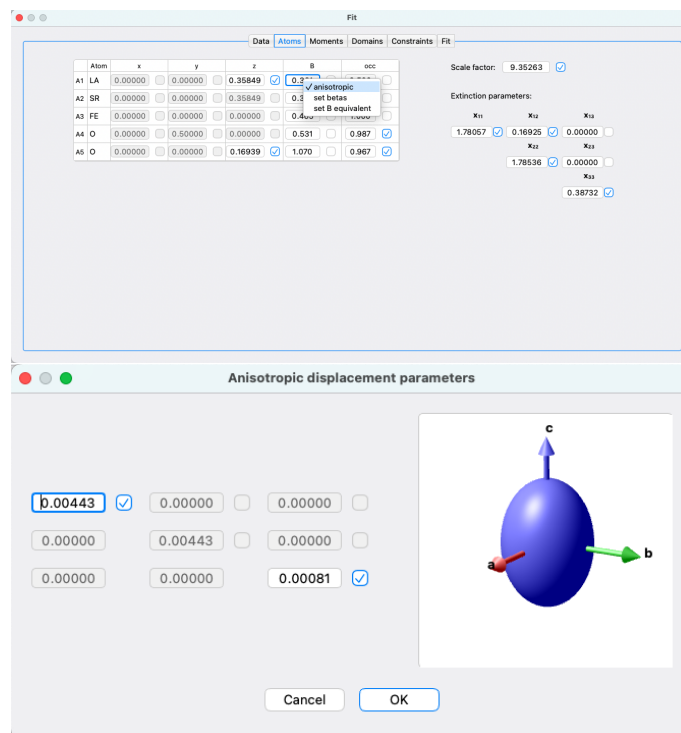 Fit
Data Atoms Moments Domains Constraints Fit
Atom x y z B occ
A1 LA 0.00000 0.00000 0.35849
A2 SR 0.00000 0.00000 0.35849
A3 FE 0.00000 0.00000 0.00000
A4 O 0.00000 0.50000 0.00000 0.531 0.987
A5 O 0.00000 0.00000 0.16939 1.070 0.967
anisotropic
set betas
set B equivalent
Scale factor: 9.35263
Extinction parameters:
x₁₁ x₁₂ x₁₃
1.78057 0.16925 0.00000
x₂₂ x₂₃
1.78536 0.00000
x₃₃
0.38732
Anisotropic displacement parameters
0.00443 0.00000 0.00000
0.00000 0.00443 0.00000
0.00000 0.00000 0.00081
c
b
a
Cancel OK